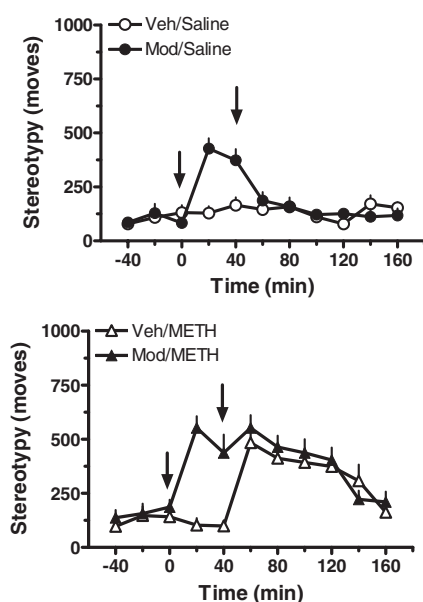 1000
Veh/Saline
Mod/Saline
750
500
250
0
Stereotypy (moves)
-40 0 40 80 120 160
Time (min)
1000
Veh/METH
Mod/METH
750
500
250
0
Stereotypy (moves)
-40 0 40 80 120 160
Time (min)